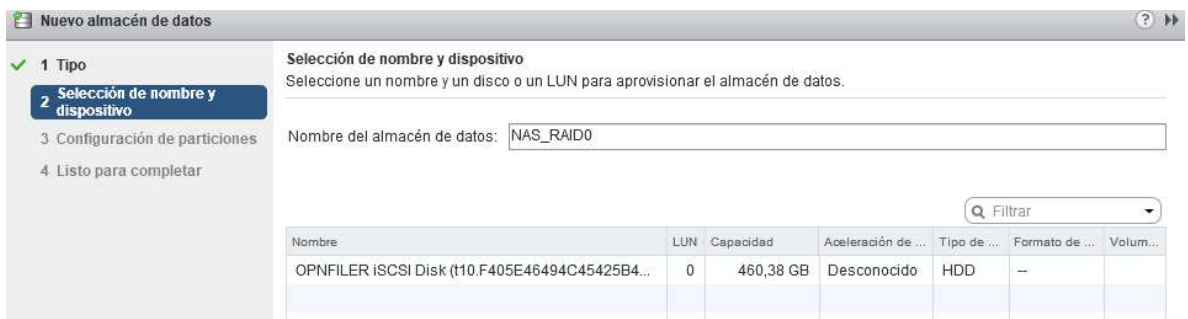 Nuevo almacén de datos
?
1 Tipo
2 Selección de nombre y
dispositivo
3 Configuración de particiones
4 Listo para completar
Selección de nombre y dispositivo
Seleccione un nombre y un disco o un LUN para aprovisionar el almacén de datos.
Nombre del almacén de datos: NAS_RAID0
Filtrar
Nombre LUN Capacidad Aceleración de ... Tipo de ... Formato de ... Volum...
OPNFILER iSCSI Disk (t10.F405E46494C45425B4... 0 460,38 GB Desconocido HDD --